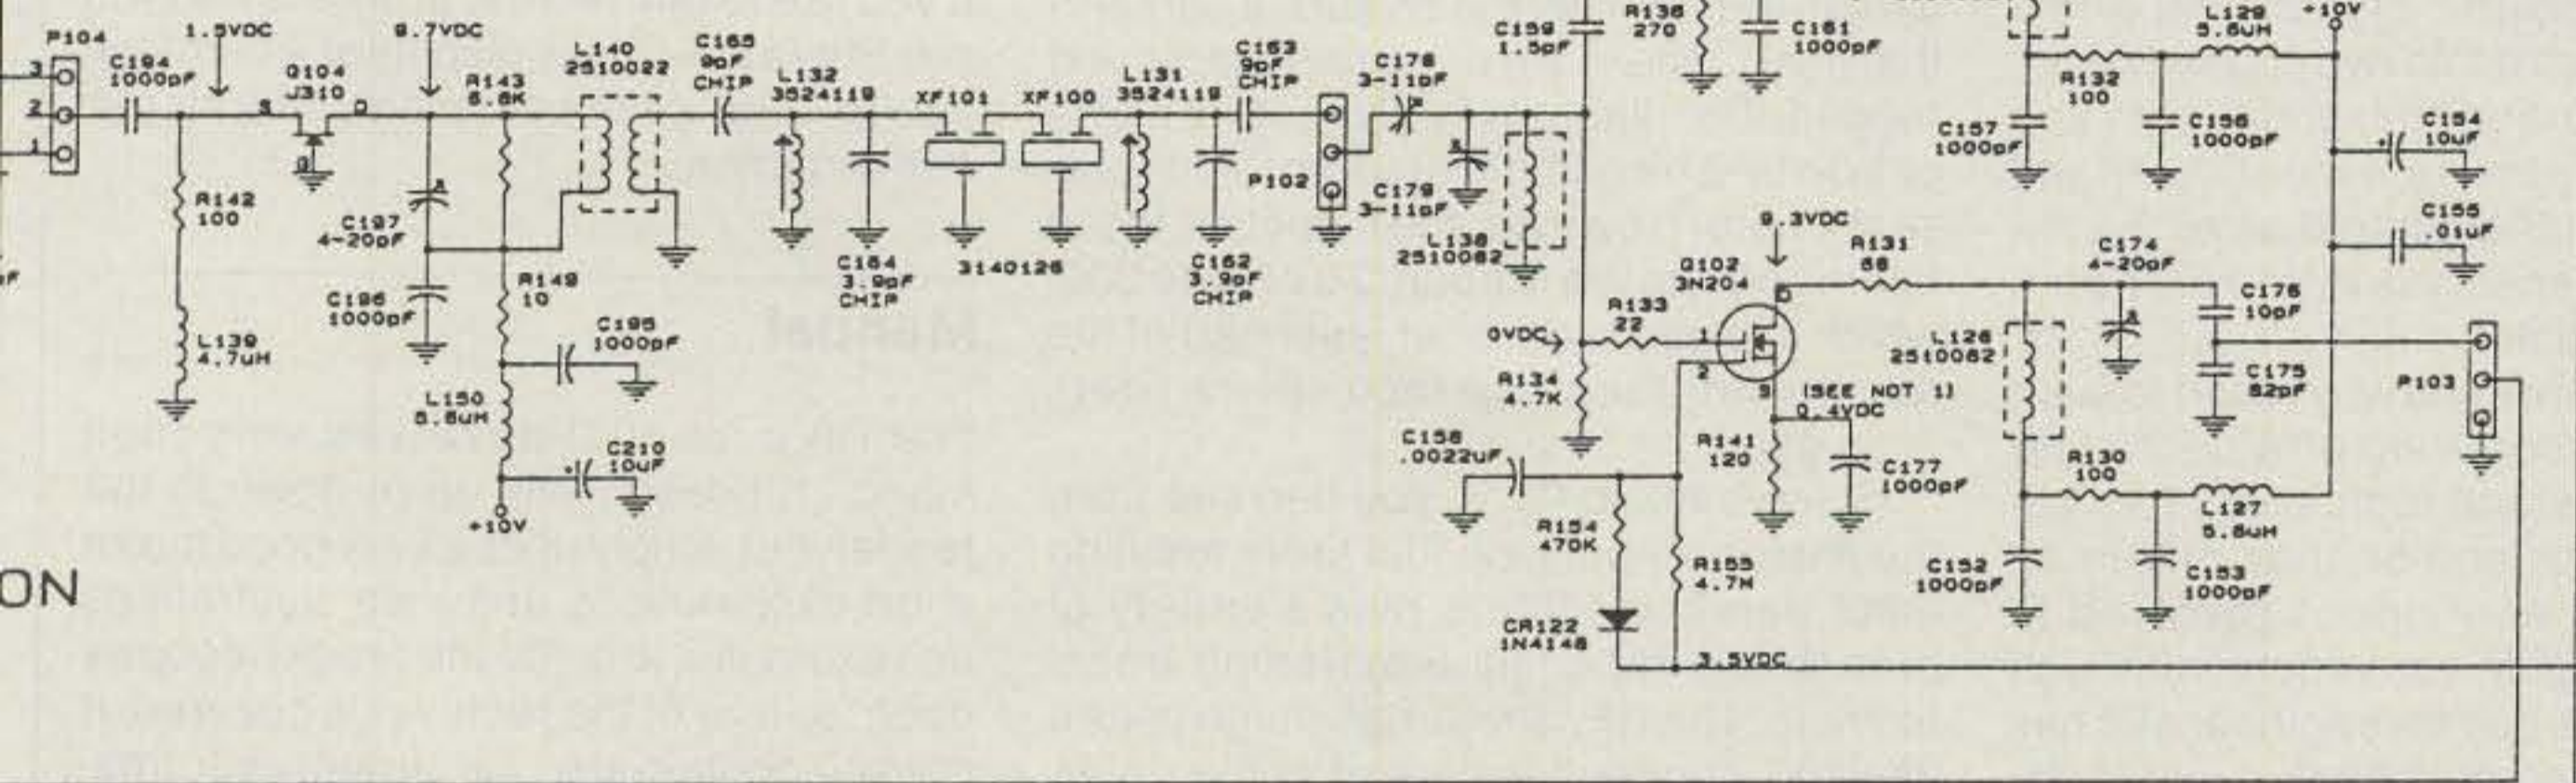 P104
3
2
1
C194
1000pF
1.5VDC
Q104
J310
S
D
G
9.7VDC
R143
6.8K
L140
2510022
C165
9pF
CHIP
L132
3524119
XF101
XF100
L131
3524119
C163
9pF
CHIP
C178
3-11pF
C159
1.5pF
R136
270
C161
1000pF
L129
5.6uH
+10V
R132
100
C157
1000pF
C156
1000pF
C154
10uF
R142
100
C197
4-20pF
C164
3.9pF
CHIP
3140126
C162
3.9pF
CHIP
P102
C179
3-11pF
L138
2510082
9.3VDC
Q102
3N204
D
R131
68
C174
4-20pF
C155
.01uF
C196
1000pF
R149
10
C195
1000pF
L139
4.7uH
0VDC
R133
22
1
2
L126
2510082
C176
10pF
R134
4.7K
S
(SEE NOT 1)
0.4VDC
C175
82pF
P103
L150
5.6uH
C210
10uF
+10V
C158
.0022uF
R141
120
C177
1000pF
R130
100
L127
5.6uH
R154
470K
R155
4.7M
C152
1000pF
C153
1000pF
ON
CR122
1N4148
3.5VDC